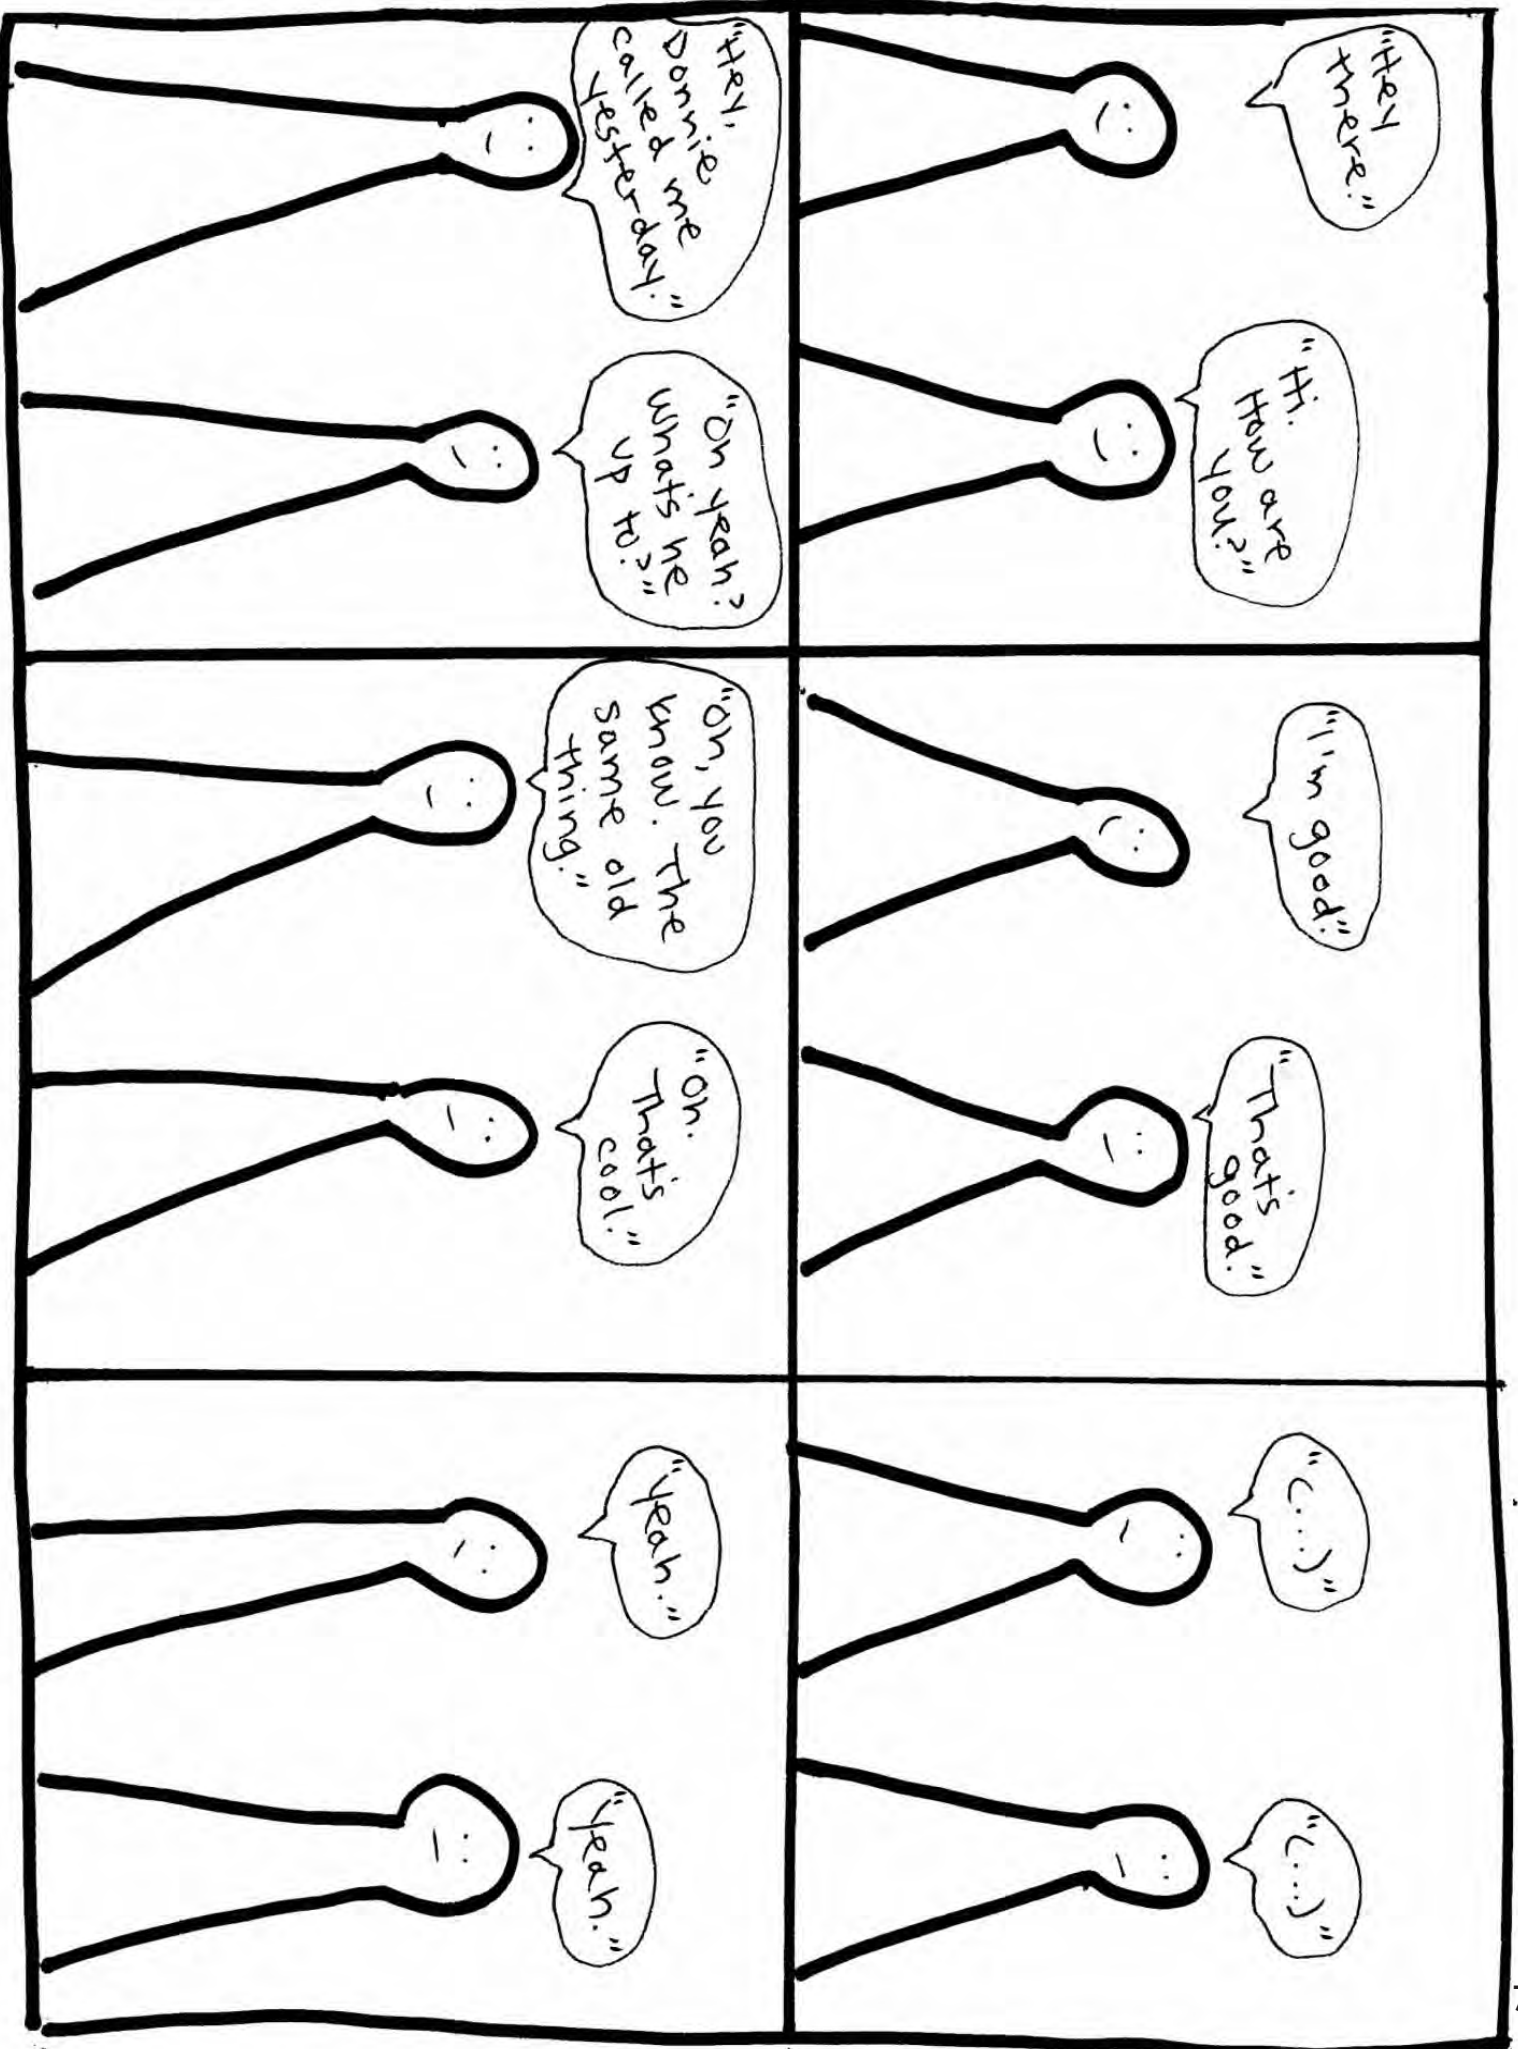 "Hey
there."
"Hi.
How are
you?"
"I'm good."
"That's
good."
"(...)"
"(...)"
"Hey,
Donnie
called me
yesterday."
"Oh yeah?
What's he
up to?"
"Oh, you
know. The
same old
thing."
"Oh.
That's
cool."
"Yeah."
"Yeah."